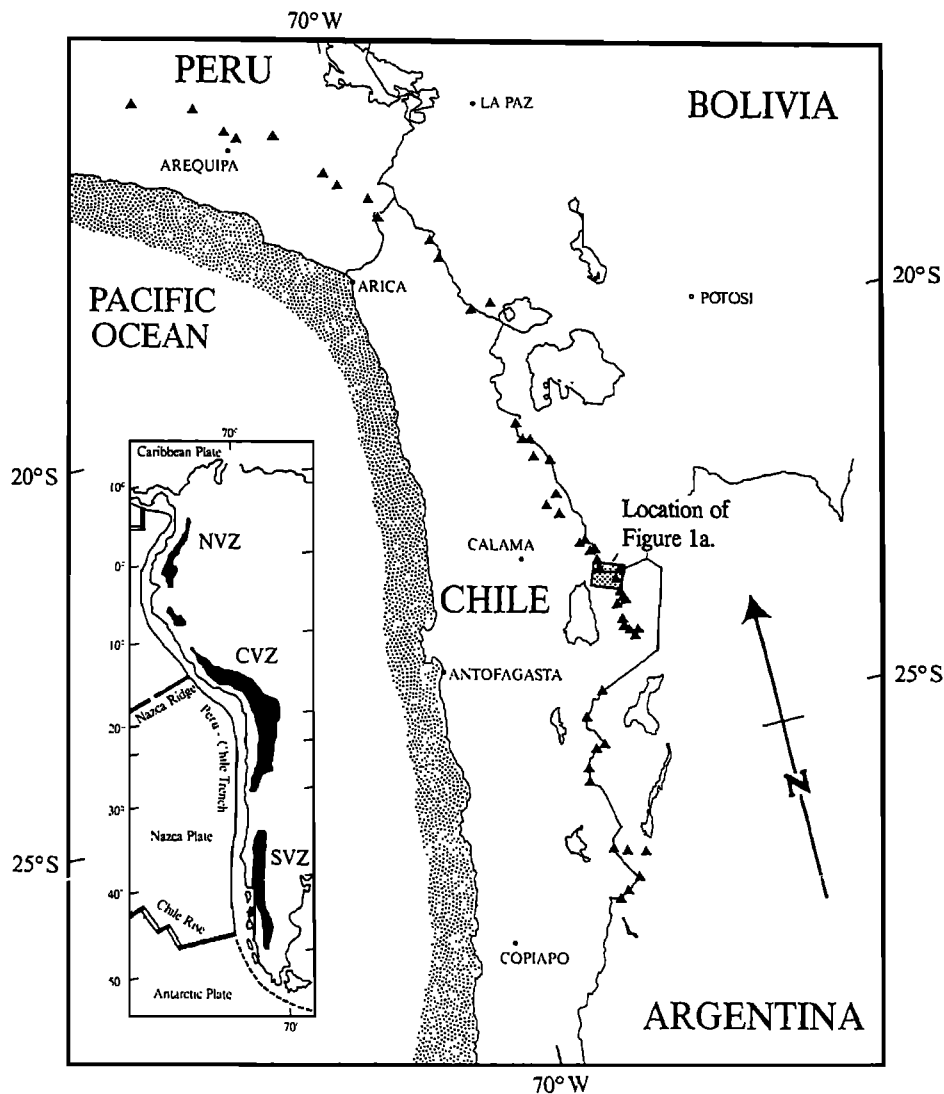 70° W
PERU
BOLIVIA
LA PAZ
AREQUIPA
20°S
ARICA
POTOSI
PACIFIC
OCEAN
20°S
70°
Caribbean Plate
10°
NVZ
0°
10°
CVZ
Nazca Ridge
20°
Peru - Chile Trench
30°
Nazca Plate
SVZ
40°
Chile Rise
50
Antarctic Plate
70°
Location of
Figure 1a.
CALAMA
CHILE
ANTOFAGASTA
25°S
N
25°S
COPIAPO
ARGENTINA
70° W